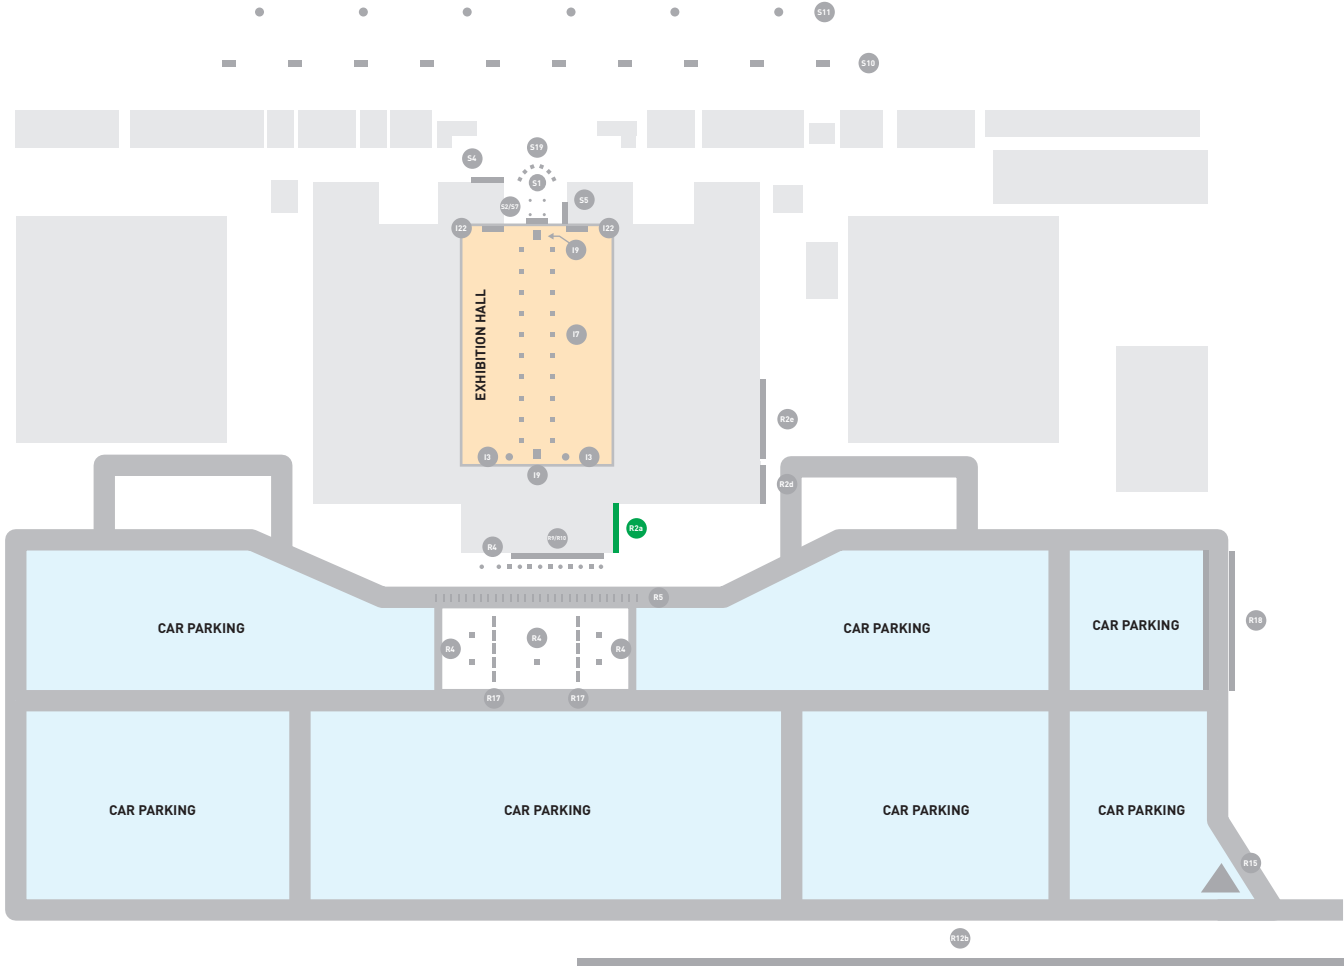 S11
S10
S19
S4
S1
S5
S2/S7
I22
I22
I9
EXHIBITION HALL
I7
R2e
I3
I3
I9
R2d
R2a
R9/R10
R4
R5
CAR PARKING
CAR PARKING
CAR PARKING
R18
R4
R4
R4
R17
R17
CAR PARKING
CAR PARKING
CAR PARKING
CAR PARKING
R15
R12b